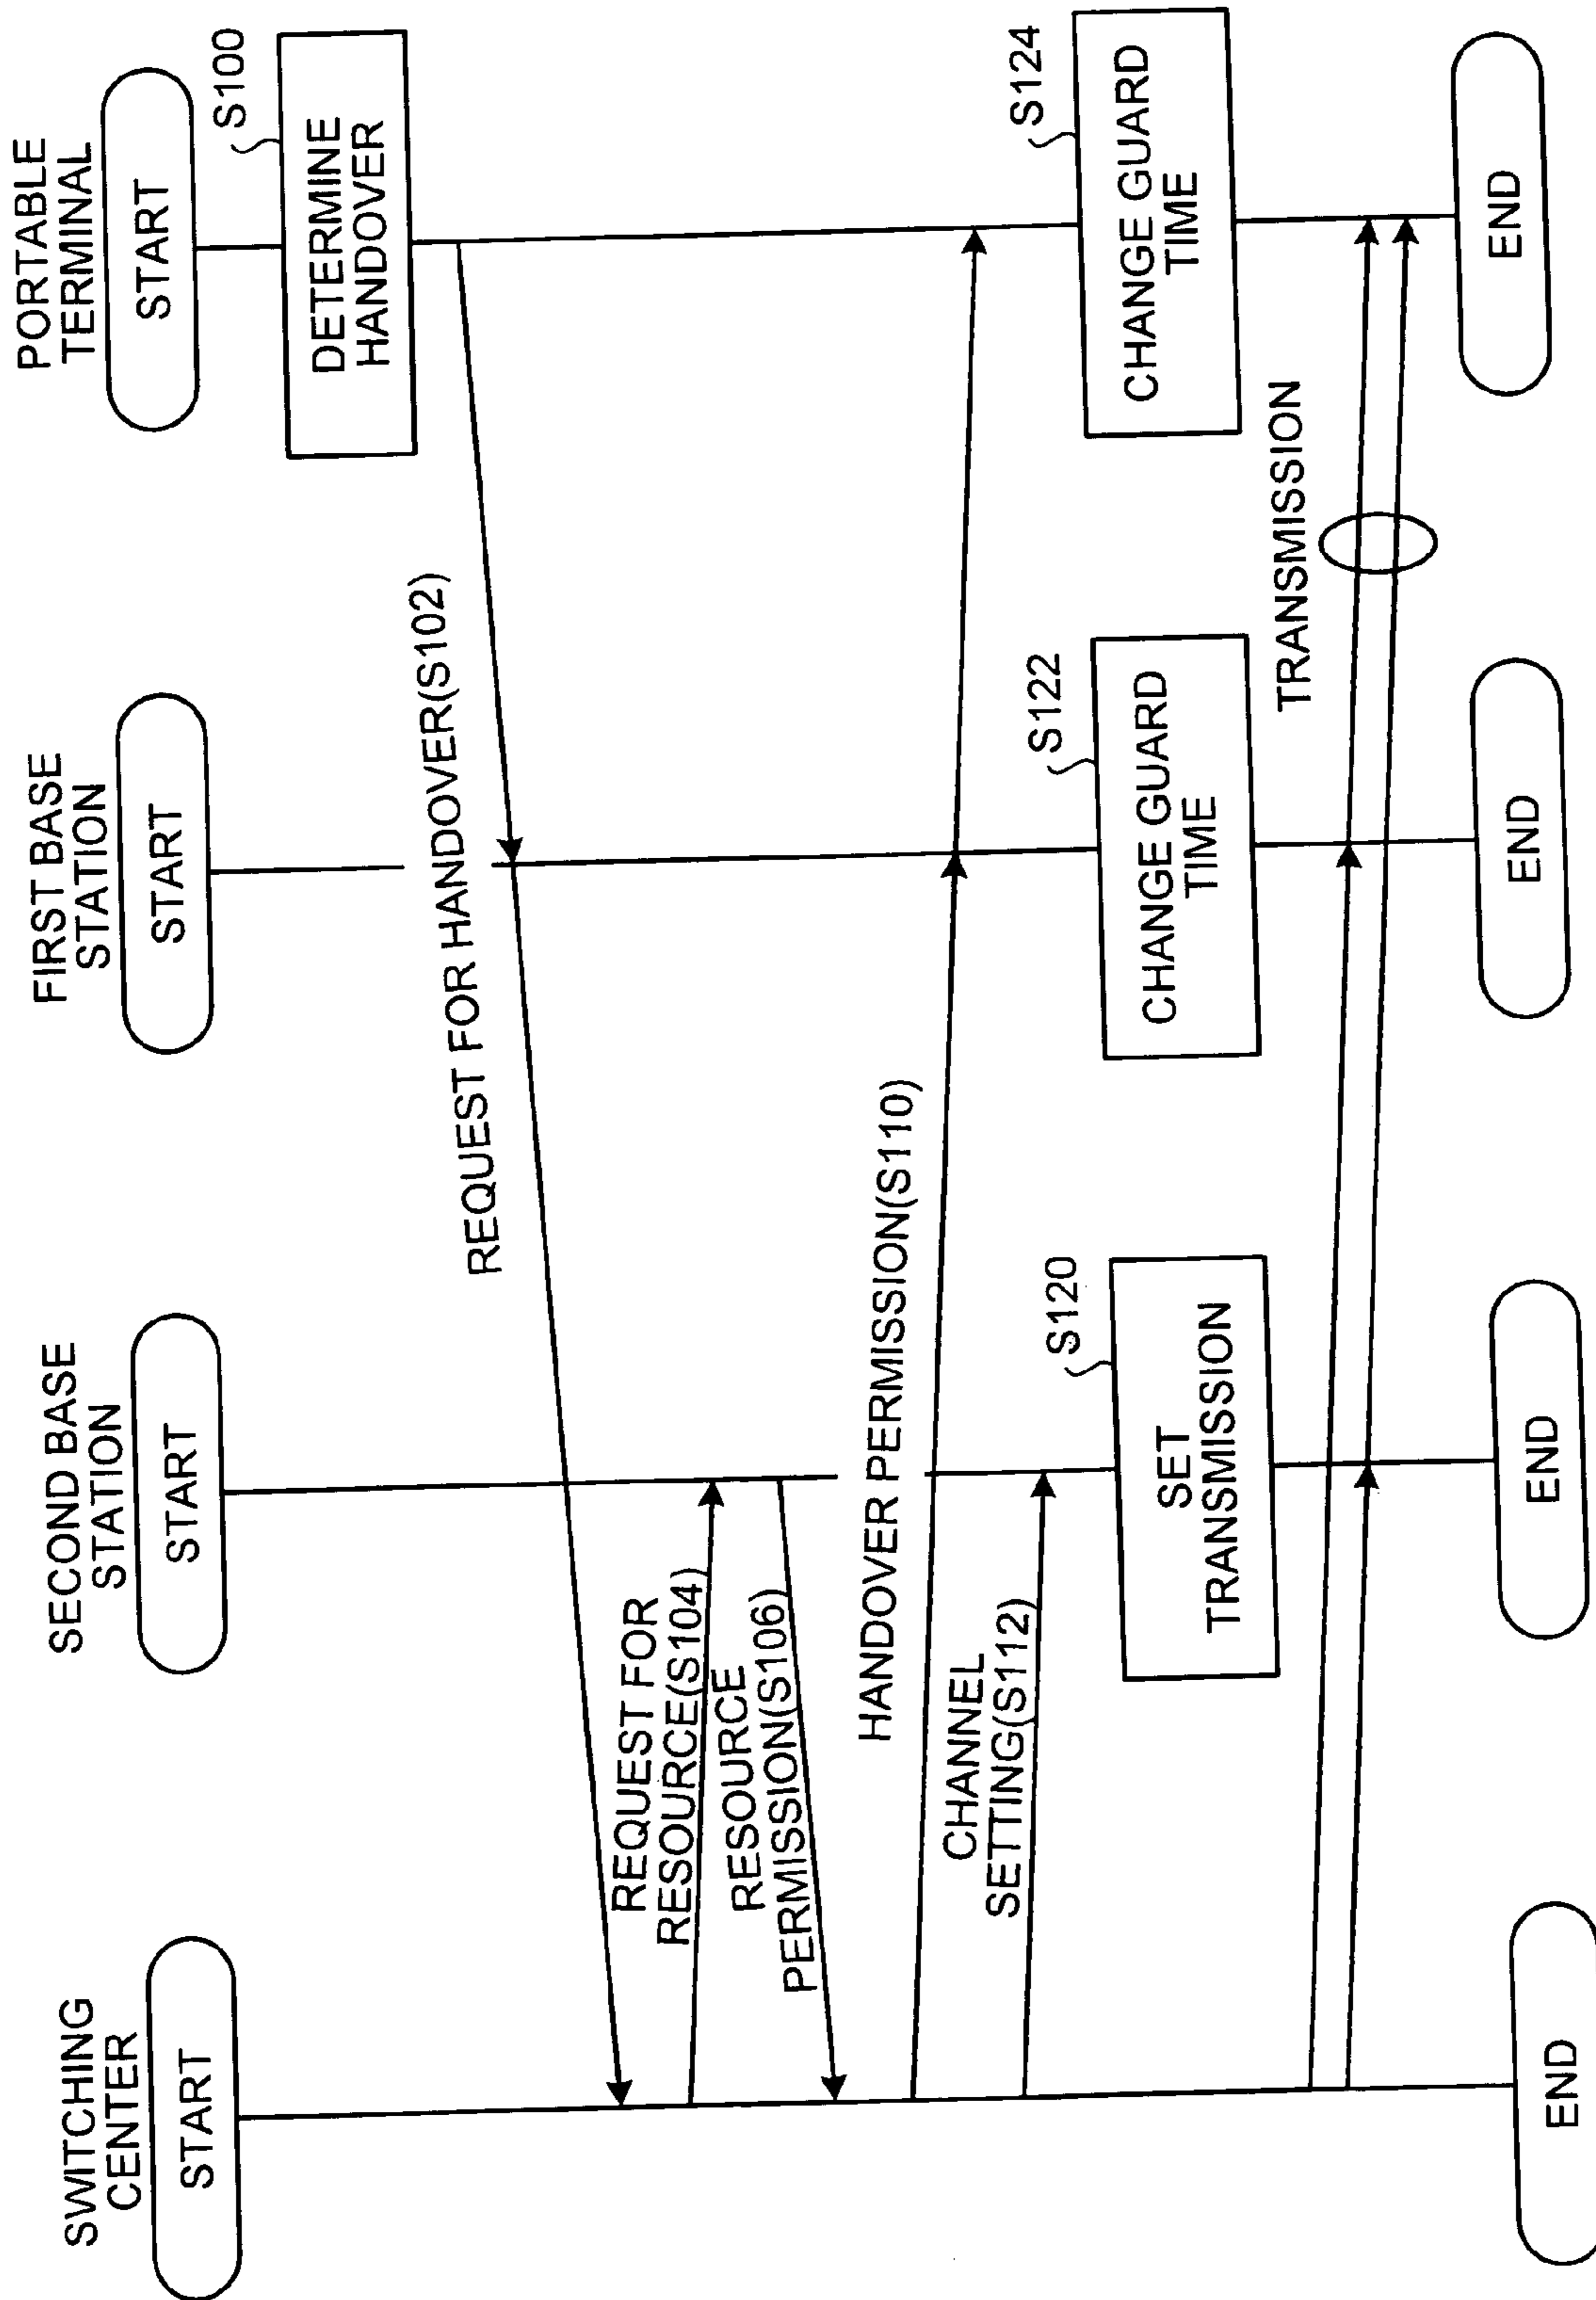 SWITCHING
CENTER
START
SECOND BASE
STATION
START
FIRST BASE
STATION
START
PORTABLE
TERMINAL
START
S100
DETERMINE
HANDOVER
REQUEST FOR HANDOVER(S102)
REQUEST FOR
RESOURCE(S104)
RESOURCE
PERMISSION(S106)
HANDOVER PERMISSION(S110)
CHANNEL
SETTING(S112)
S120
SET
TRANSMISSION
S122
CHANGE GUARD
TIME
S124
CHANGE GUARD
TIME
TRANSMISSION
END
END
END
END